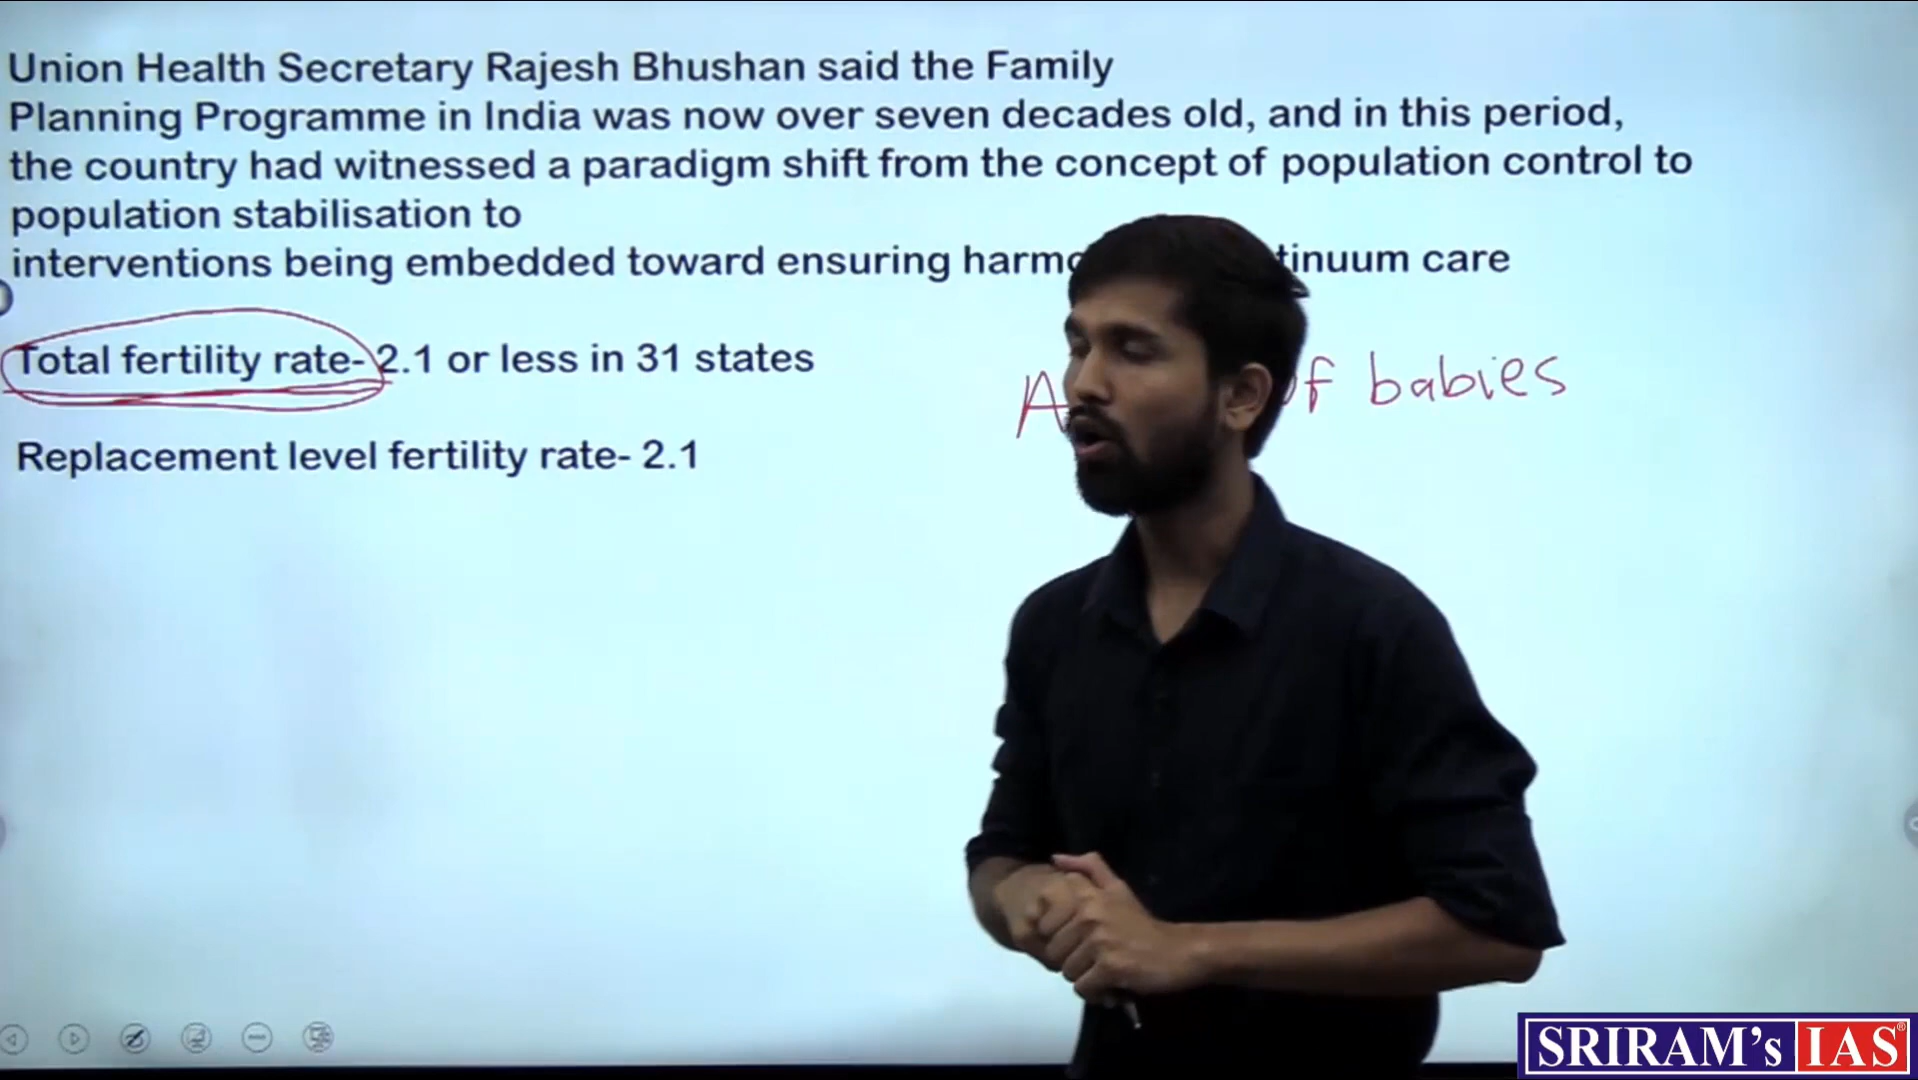 Union Health Secretary Rajesh Bhushan said the Family
Planning Programme in India was now over seven decades old, and in this period,
the country had witnessed a paradigm shift from the concept of population control to
population stabilisation to
interventions being embedded toward ensuring care
Total fertility rate- 2.1 or less in 31 states
of babies
Replacement level fertility rate- 2.1
SRIRAM's IAS®